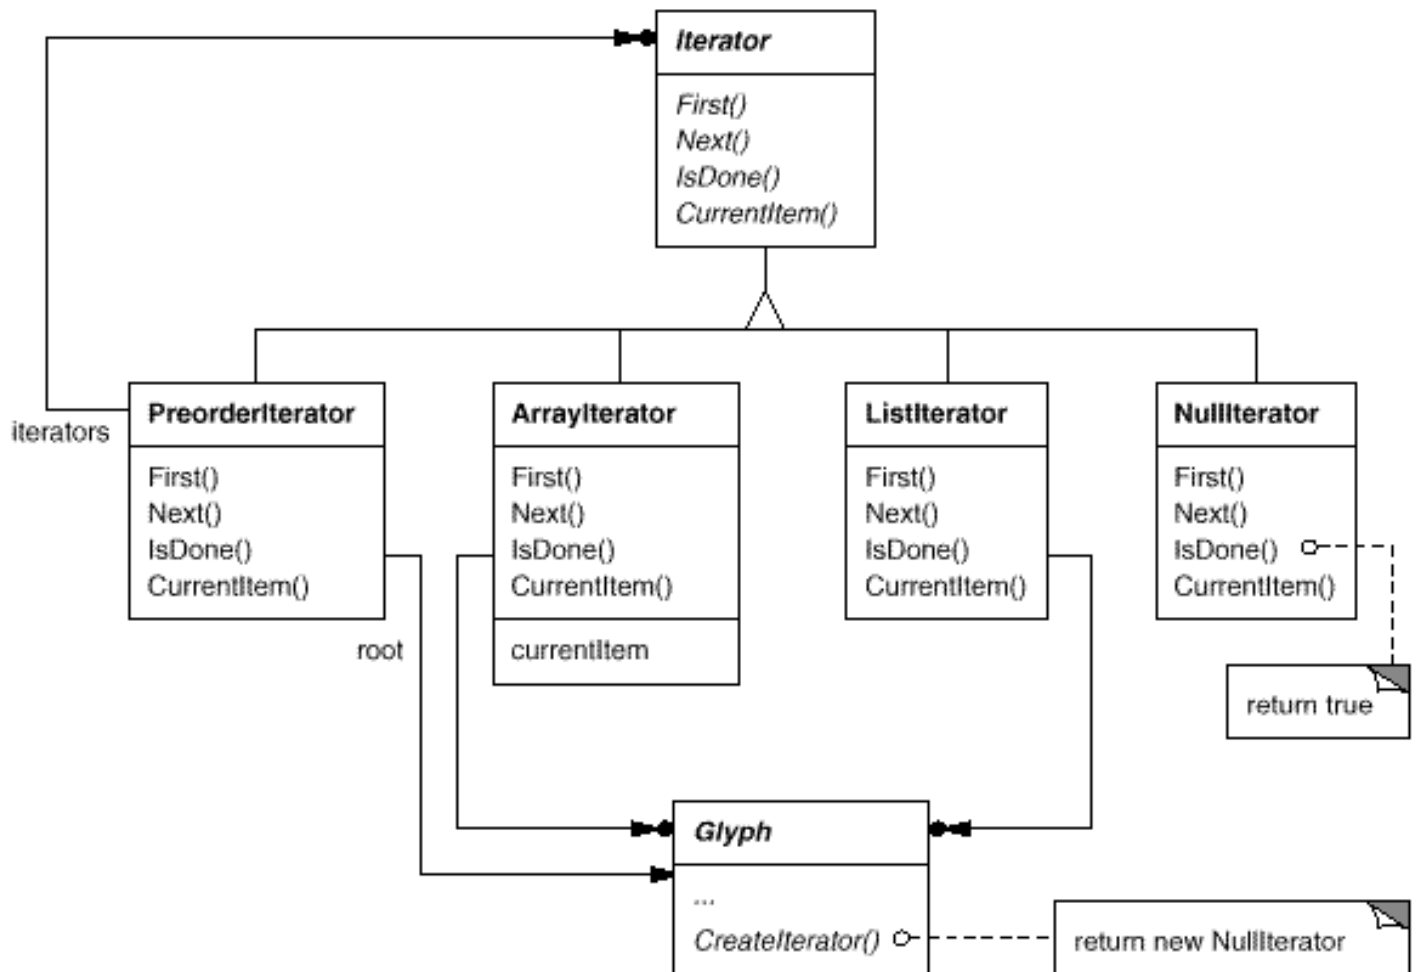 Iterator
First()
Next()
IsDone()
CurrentItem()
iterators
PreorderIterator
First()
Next()
IsDone()
CurrentItem()
root
ArrayIterator
First()
Next()
IsDone()
CurrentItem()
currentItem
ListIterator
First()
Next()
IsDone()
CurrentItem()
NullIterator
First()
Next()
IsDone()
CurrentItem()
return true
Glyph
...
CreateIterator()
return new NullIterator